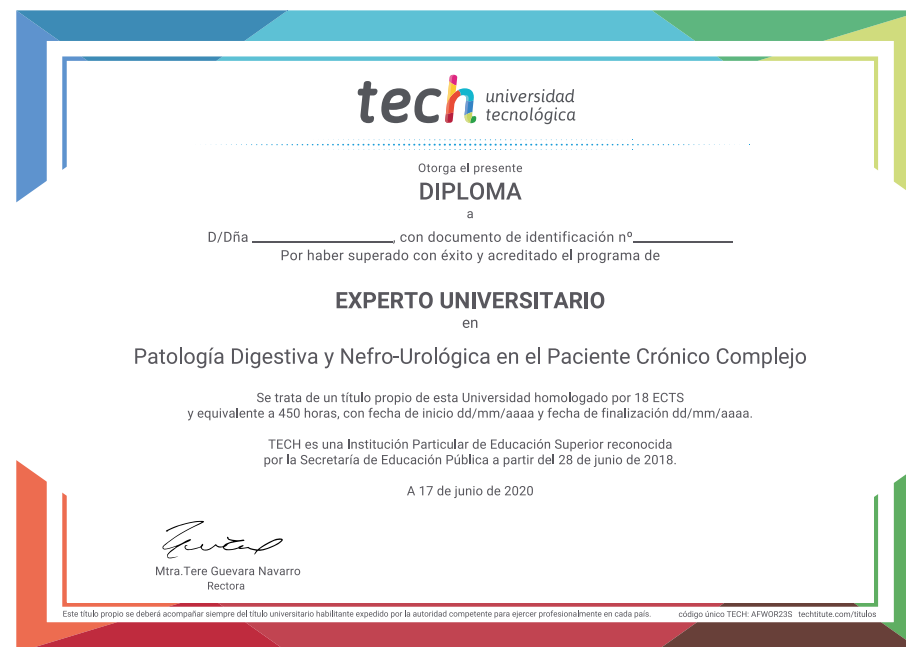 tech universidad
tecnológica
Otorga el presente
DIPLOMA
a
D/Dña ____________________, con documento de identificación nº______________
Por haber superado con éxito y acreditado el programa de
EXPERTO UNIVERSITARIO
en
Patología Digestiva y Nefro-Urológica en el Paciente Crónico Complejo
Se trata de un título propio de esta Universidad homologado por 18 ECTS
y equivalente a 450 horas, con fecha de inicio dd/mm/aaaa y fecha de finalización dd/mm/aaaa.
TECH es una Institución Particular de Educación Superior reconocida
por la Secretaría de Educación Pública a partir del 28 de junio de 2018.
A 17 de junio de 2020
Mtra.Tere Guevara Navarro
Rectora
Este título propio se deberá acompañar siempre del título universitario habilitante expedido por la autoridad competente para ejercer profesionalmente en cada país. código único TECH: AFWOR23S techtitute.com/titulos